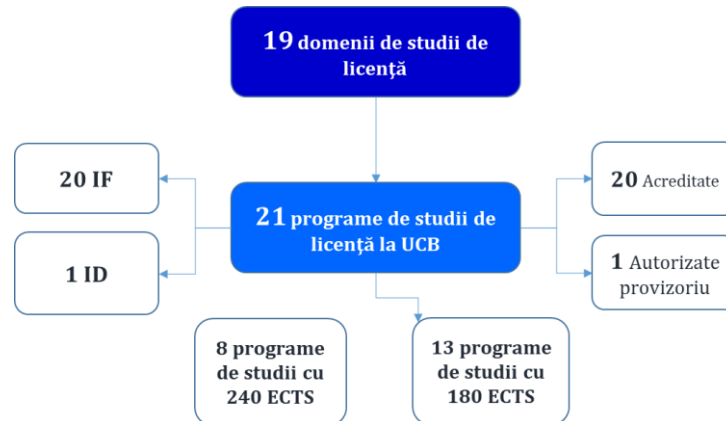 19 domenii de studii de
licență
20 IF
1 ID
21 programe de studii de
licență la UCB
20 Acreditate
1 Autorizate
provizoriu
8 programe
de studii cu
240 ECTS
13 programe
de studii cu
180 ECTS